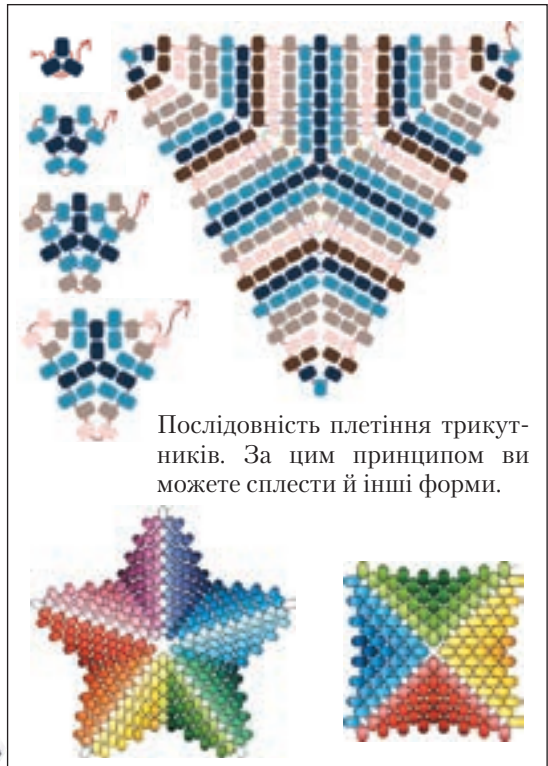 Послідовність плетіння трикут-
ників. За цим принципом ви
можете сплести й інші форми.